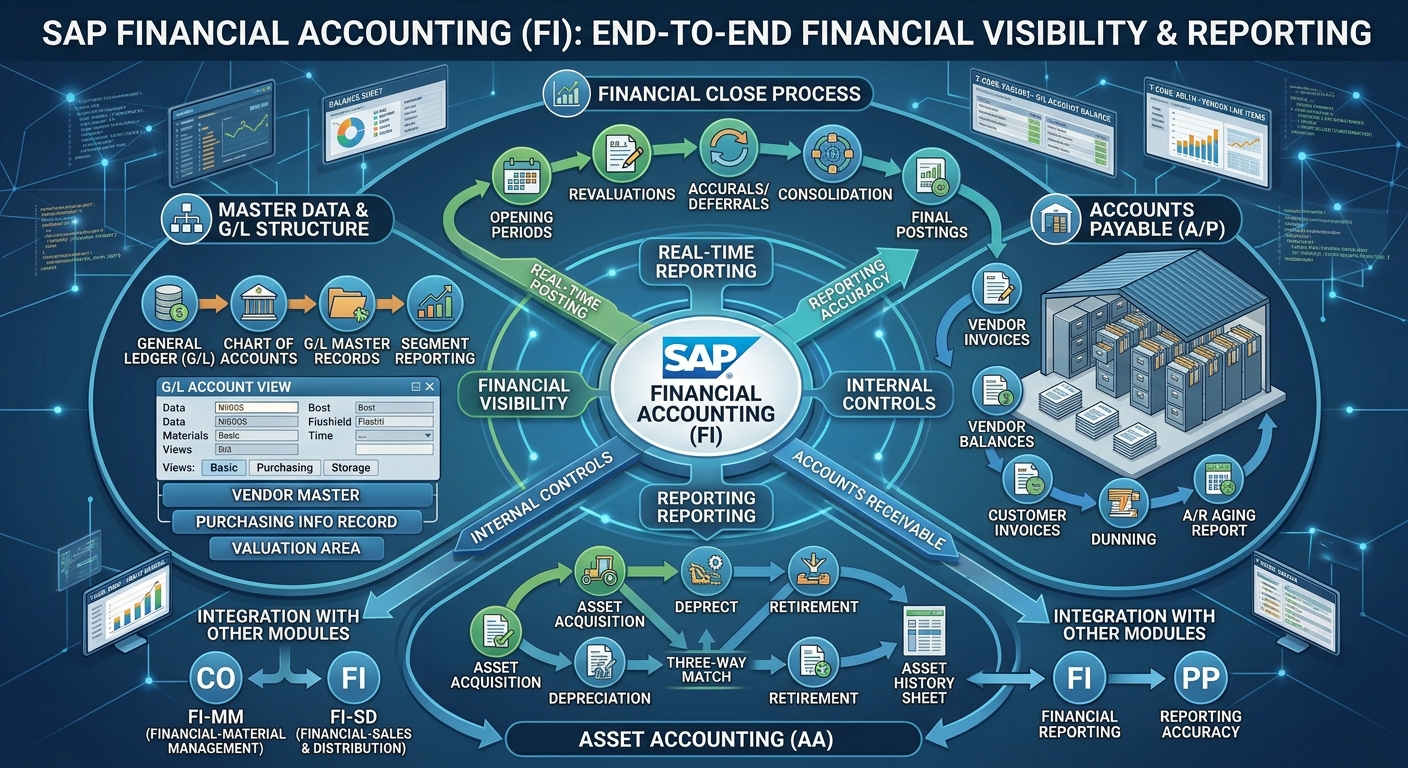 SAP FINANCIAL ACCOUNTING (FI): END-TO-END FINANCIAL VISIBILITY & REPORTING
BALANCE SHEET
FINANCIAL CLOSE PROCESS
OPENING
PERIODS
REVALUATIONS
ACCURALS/
DEFERRALS
CONSOLIDATION
FINAL
POSTINGS
MASTER DATA &
G/L STRUCTURE
GENERAL
LEDGER (G/L)
CHART OF
ACCOUNTS
G/L MASTER
RECORDS
SEGMENT
REPORTING
G/L ACCOUNT VIEW
Data
Bost
Bost
Data
Flushield
Flastiti
Materials
Basic
Time
Views
Views:
Basic
Purchasing
Storage
VENDOR MASTER
PURCHASING INFO RECORD
VALUATION AREA
REAL-TIME
POSTING
REAL-TIME
REPORTING
REPORTING
ACCURACY
FINANCIAL
VISIBILITY
SAP
®
FINANCIAL
ACCOUNTING
(FI)
INTERNAL
CONTROLS
INTERNAL CONTROLS
REPORTING
REPORTING
ACCOUNTS RECEIVABLE
ACCOUNTS
PAYABLE (A/P)
VENDOR
INVOICES
VENDOR
BALANCES
CUSTOMER
INVOICES
DUNNING
A/R AGING
REPORT
INTEGRATION WITH
OTHER MODULES
CO
FI
FI-MM
(FINANCIAL-MATERIAL
MANAGEMENT)
FI-SD
(FINANCIAL-SALES
& DISTRIBUTION)
ASSET
ACQUISITION
DEPRECT
RETIREMENT
ASSET
ACQUISITION
DEPRECIATION
THREE-WAY
MATCH
RETIREMENT
ASSET
HISTORY
SHEET
ASSET ACCOUNTING (AA)
INTEGRATION WITH
OTHER MODULES
FI
PP
FINANCIAL
REPORTING
REPORTING
ACCURACY